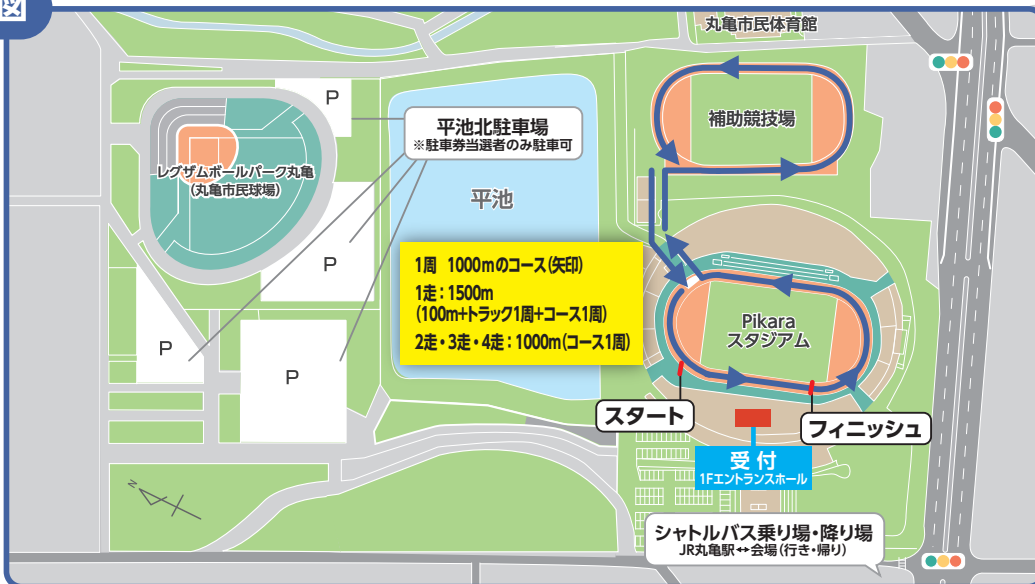 図
丸亀市民体育館
補助競技場
P
平池北駐車場
※駐車券当選者のみ駐車可
レグザムボールパーク丸亀
(丸亀市民球場)
平池
P
1周 1000mのコース(矢印)
1走:1500m
(100m+トラック1周+コース1周)
2走・3走・4走:1000m(コース1周)
Pikara
スタジアム
P
P
スタート
フィニッシュ
受付
1Fエントランスホール
N
シャトルバス乗り場・降り場
JR丸亀駅↔会場(行き・帰り)